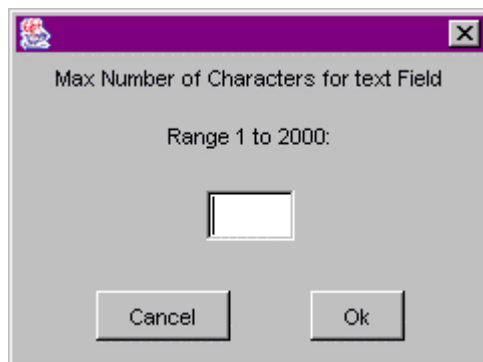 Max Number of Characters for text Field
Range 1 to 2000:
Cancel Ok